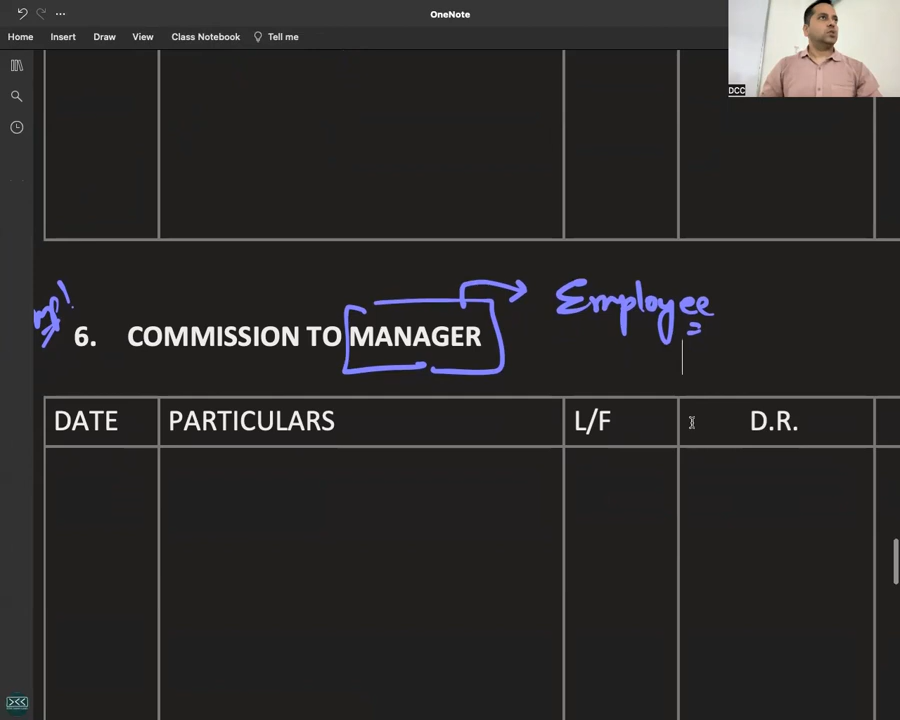 OneNote
Home Insert Draw View Class Notebook Tell me
DCC
Employee
6. COMMISSION TO MANAGER
DATE PARTICULARS L/F D.R.